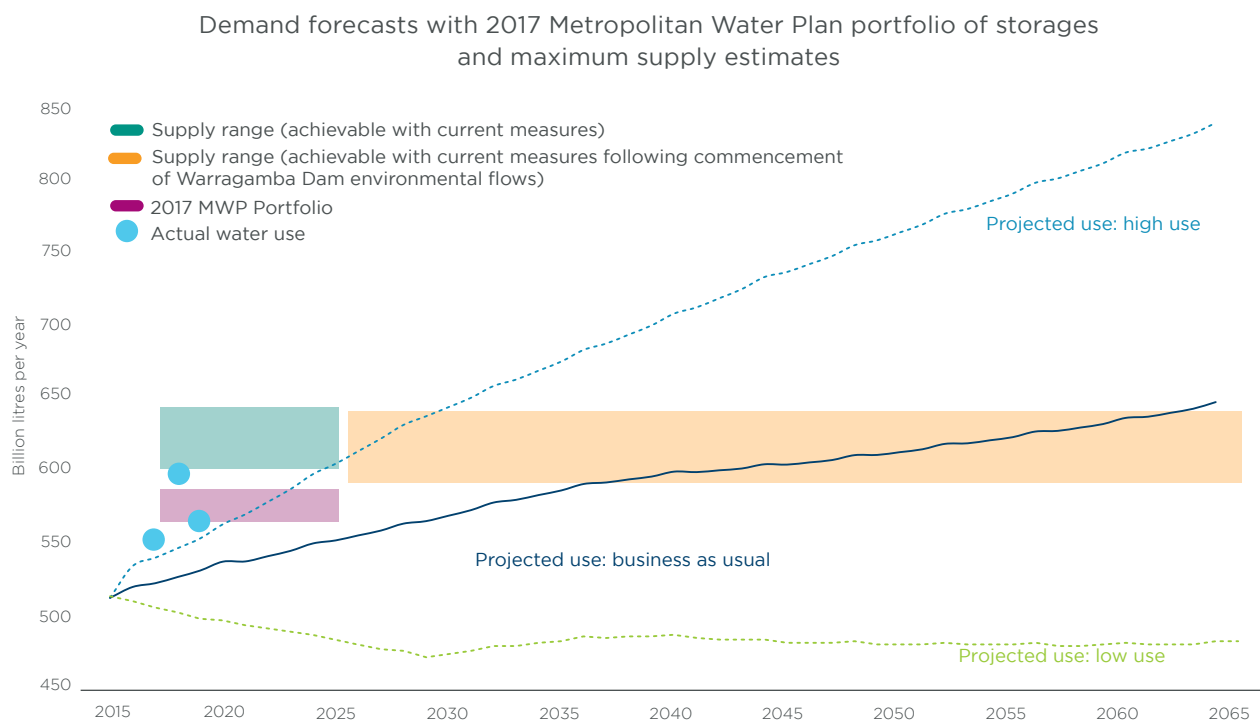 Demand forecasts with 2017 Metropolitan Water Plan portfolio of storages
and maximum supply estimates
850
800
750
700
650
600
550
500
450
Billion litres per year
Supply range (achievable with current measures)
Supply range (achievable with current measures following commencement
of Warragamba Dam environmental flows)
2017 MWP Portfolio
Actual water use
Projected use: high use
Projected use: business as usual
Projected use: low use
2015
2020
2025
2030
2035
2040
2045
2050
2055
2060
2065